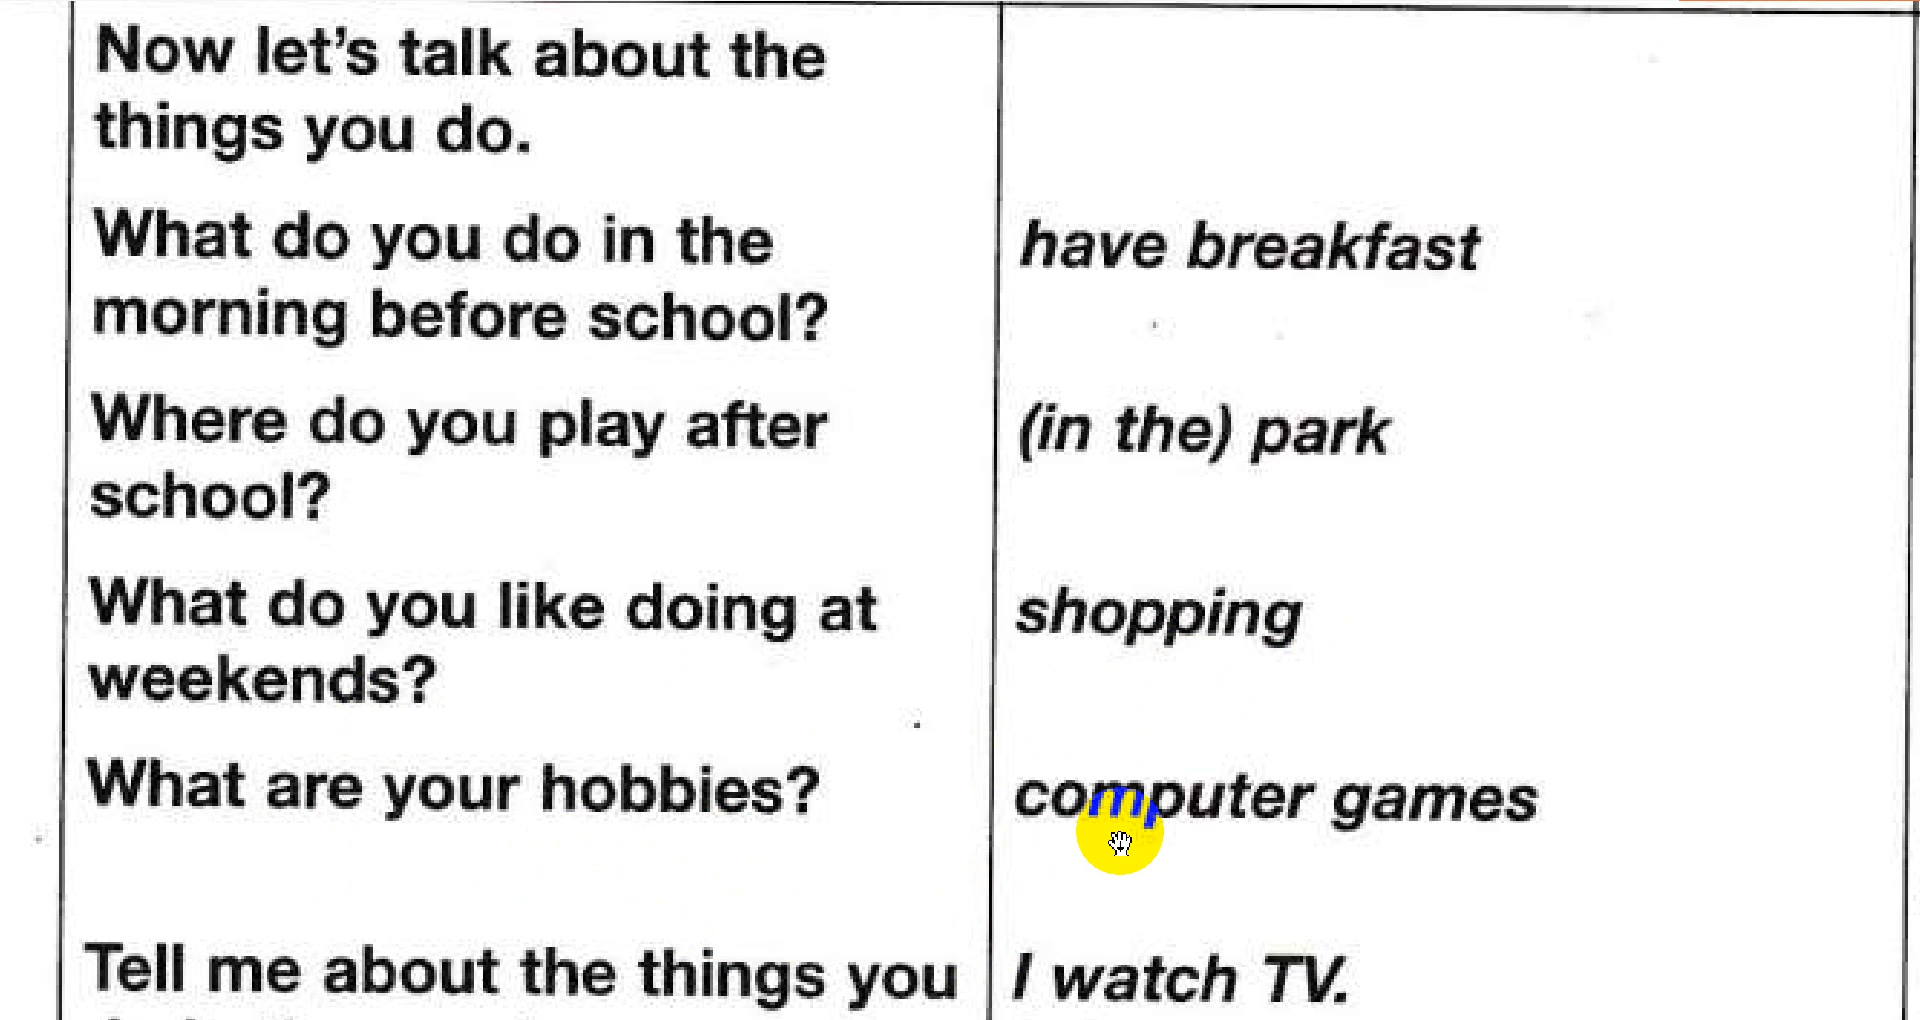 Now let's talk about the
things you do.
What do you do in the
morning before school?
have breakfast
Where do you play after
school?
(in the) park
What do you like doing at
weekends?
shopping
What are your hobbies?
computer games
Tell me about the things you
I watch TV.